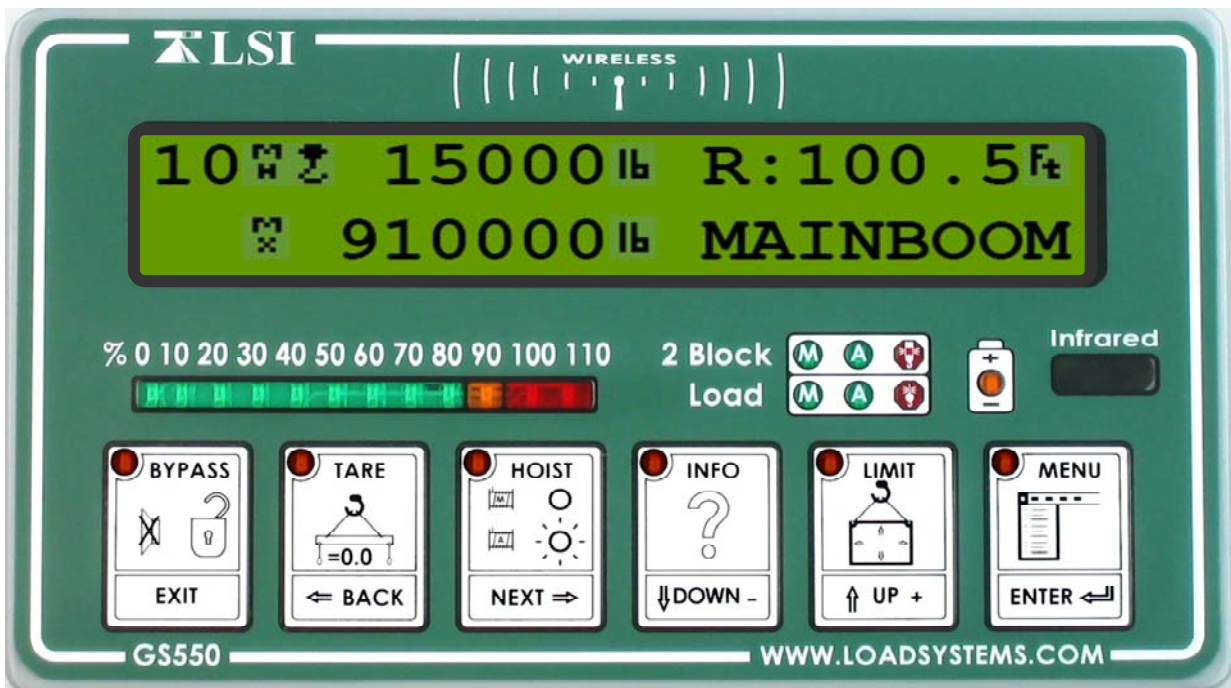 LSI
WIRELESS
10 MH 15000 lb R:100.5 Ft
MX 910000 lb MAINBOOM
% 0 10 20 30 40 50 60 70 80 90 100 110
2 Block M A
Load M A
Infrared
BYPASS
EXIT
TARE
=0.0
⇐ BACK
HOIST
M
A
NEXT ⇒
INFO
?
⇓ DOWN -
LIMIT
⇑ UP +
MENU
ENTER
GS550
WWW.LOADSYSTEMS.COM